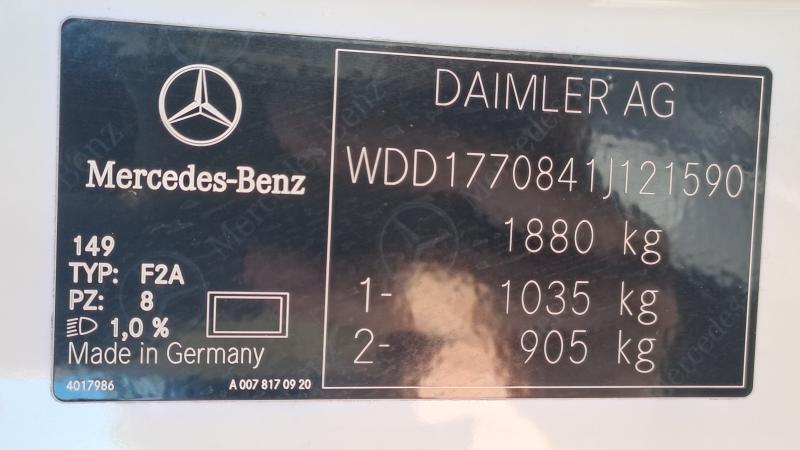 Mercedes-Benz
149
TYP: F2A
PZ: 8
1,0 %
Made in Germany
4017986
A 007 817 09 20
DAIMLER AG
WDD1770841J121590
1880 kg
1- 1035 kg
2- 905 kg